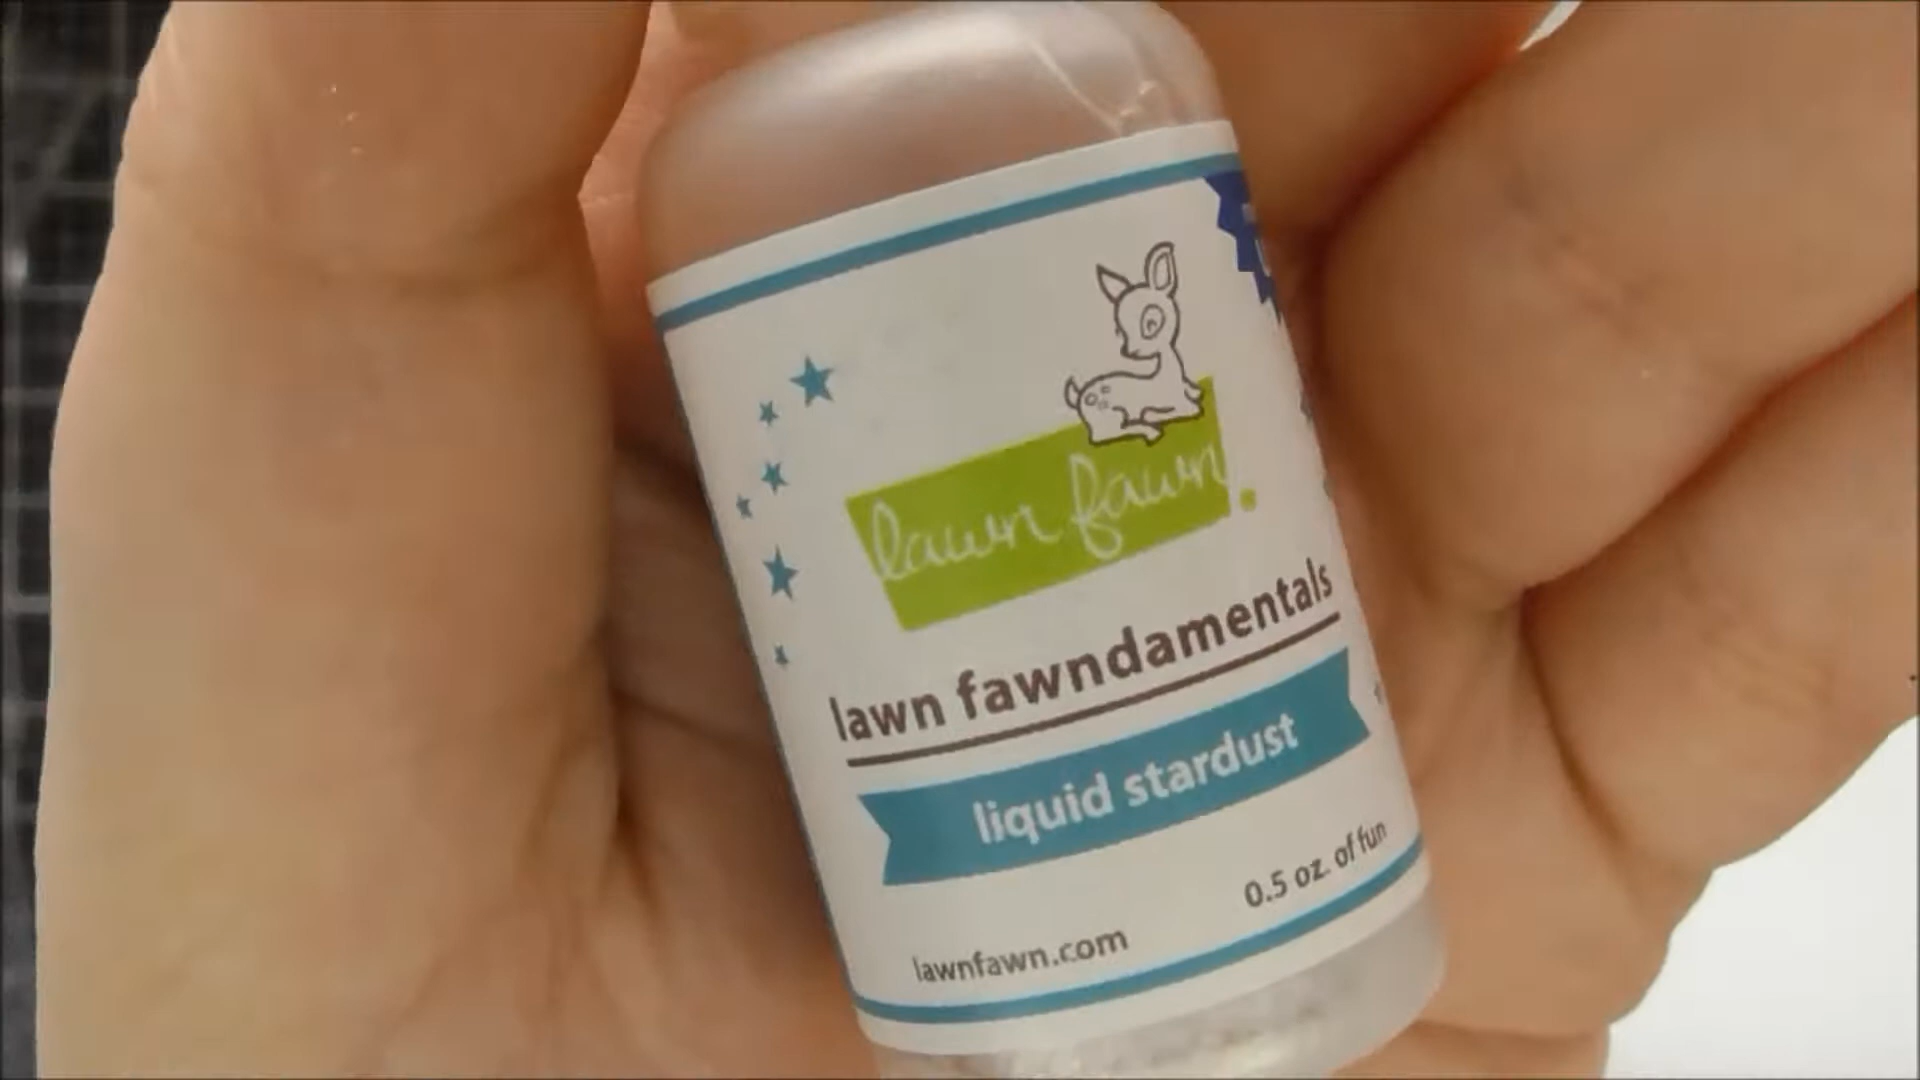 lawn fawn
lawn fawndamentals
liquid stardust
0.5 oz. of fun
lawnfawn.com